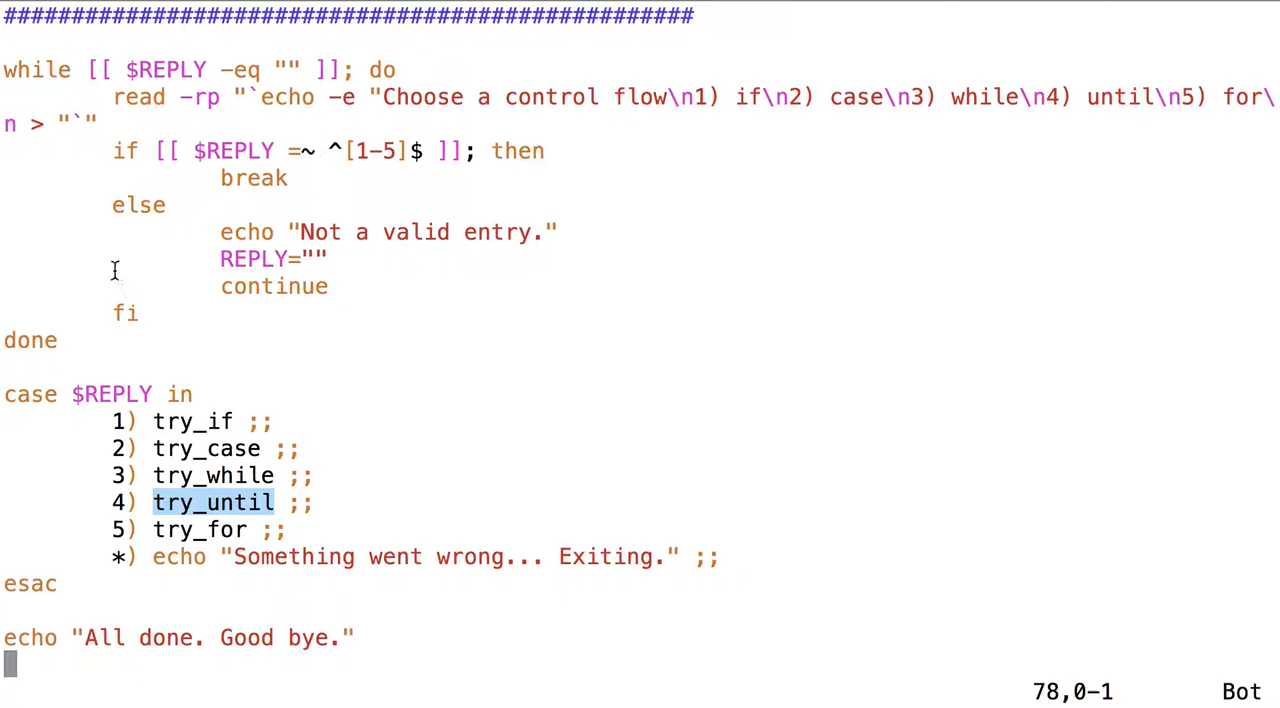 ###################################################
while [[ $REPLY -eq "" ]]; do
read -rp "`echo -e "Choose a control flow\n1) if\n2) case\n3) while\n4) until\n5) for\
n > "`"
if [[ $REPLY =~ ^[1-5]$ ]]; then
break
else
echo "Not a valid entry."
REPLY=""
continue
fi
done
case $REPLY in
1) try_if ;;
2) try_case ;;
3) try_while ;;
4) try_until ;;
5) try_for ;;
*) echo "Something went wrong... Exiting." ;;
esac
echo "All done. Good bye."
78,0-1 Bot